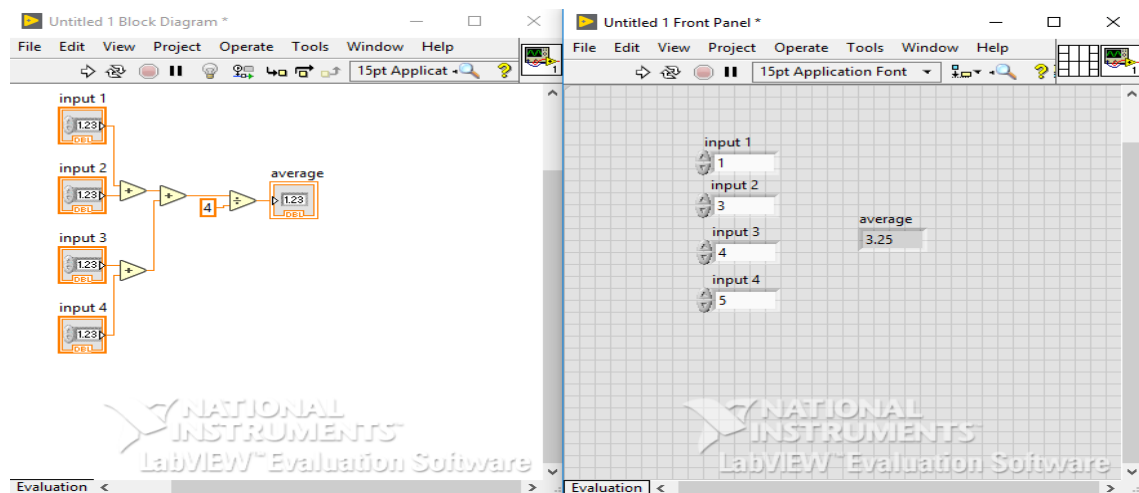 Untitled 1 Block Diagram *
File Edit View Project Operate Tools Window Help
15pt Applicat
1
input 1
1.23
DBL
input 2
1.23
DBL
input 3
1.23
DBL
input 4
1.23
DBL
4
average
1.23
DBL
NATIONAL
INSTRUMENTS
LabVIEW™ Evaluation Software
Evaluation
Untitled 1 Front Panel *
File Edit View Project Operate Tools Window Help
15pt Application Font
1
input 1
1
input 2
3
input 3
4
input 4
5
average
3.25
NATIONAL
INSTRUMENTS
LabVIEW™ Evaluation Software
Evaluation